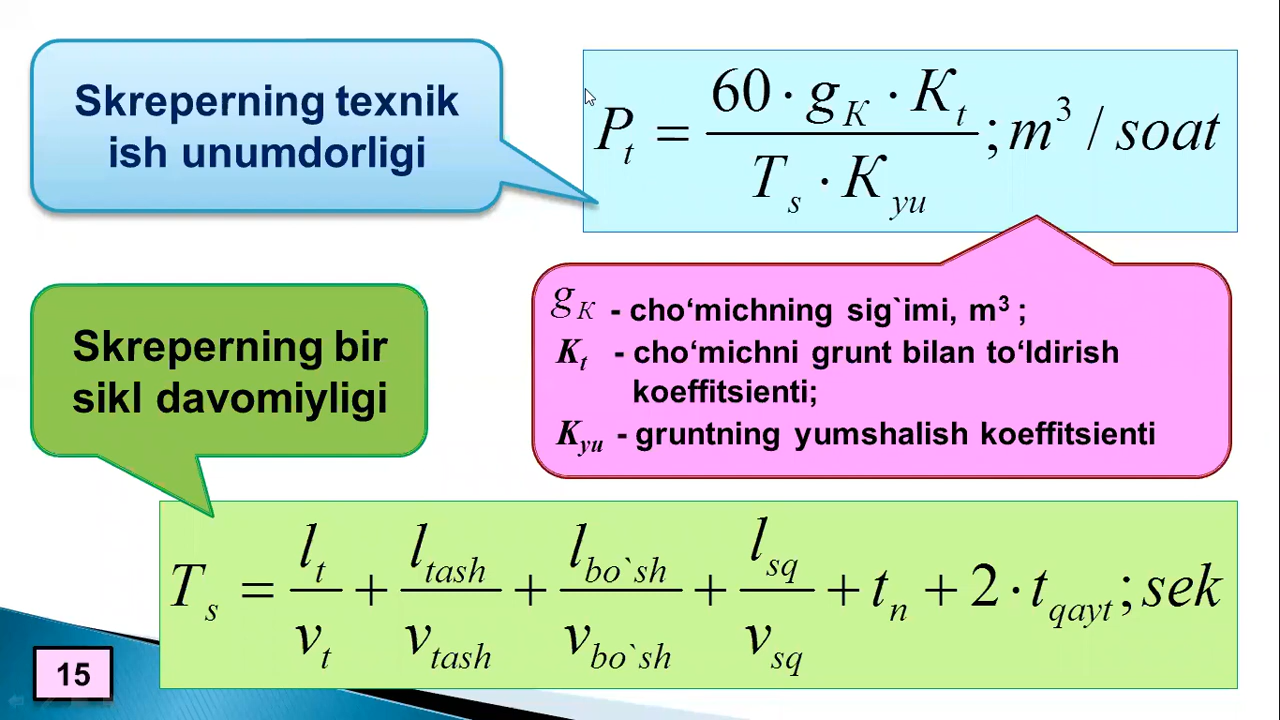 Skreperning texnik
ish unumdorligi
P_t = (60 · g_K · K_t) / (T_s · K_yu) ; m³ / soat
g_K - cho‘michning sig`imi, m³ ;
K_t - cho‘michni grunt bilan to‘ldirish
koeffitsienti;
K_yu - gruntning yumshalish koeffitsienti
Skreperning bir
sikl davomiyligi
T_s = l_t / v_t + l_tash / v_tash + l_bo`sh / v_bo`sh + l_sq / v_sq + t_n + 2 · t_qayt ; sek
15